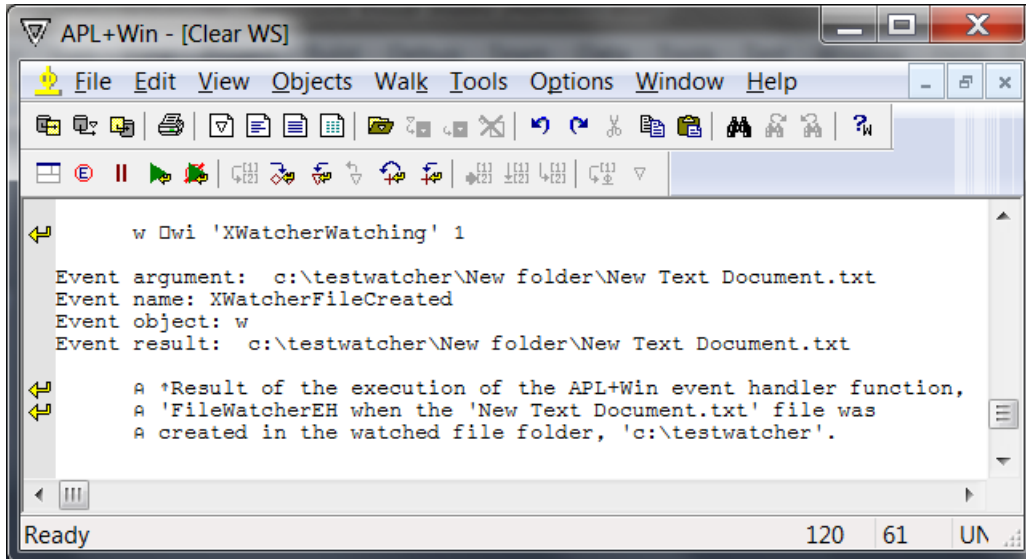 APL+Win - [Clear WS]
File Edit View Objects Walk Tools Options Window Help
w ⎕wi 'XWatcherWatching' 1
Event argument:  c:\testwatcher\New folder\New Text Document.txt
Event name: XWatcherFileCreated
Event object: w
Event result:  c:\testwatcher\New folder\New Text Document.txt
⍝ ↑Result of the execution of the APL+Win event handler function,
⍝ 'FileWatcherEH when the 'New Text Document.txt' file was
⍝ created in the watched file folder, 'c:\testwatcher'.
Ready 120 61 UN